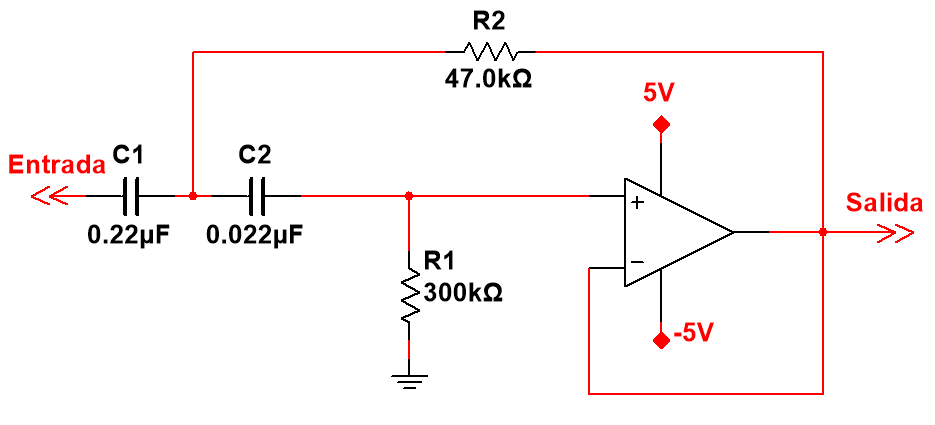 R2
47.0kΩ
5V
C1
C2
Entrada
0.22µF
0.022µF
+
Salida
−
R1
300kΩ
-5V